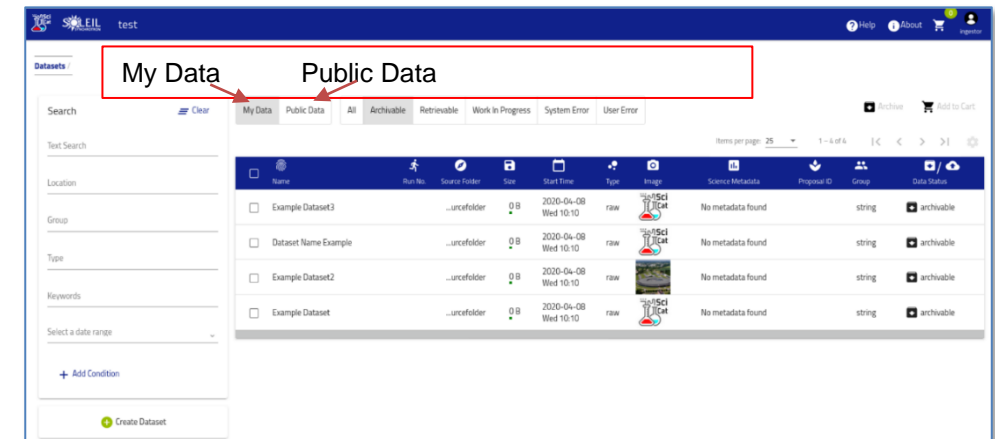 SciCat SOLEIL SYNCHROTRON test Help About 0 ingestor
Datasets /
My Data Public Data
Search Clear
My Data Public Data All Archivable Retrievable Work In Progress System Error User Error Archive Add to Cart
Text Search
Items per page: 25 1 – 4 of 4
Location
Name Run No. Source Folder Size Start Time Type Image Science Metadata Proposal ID Group Data Status
Group
Example Dataset3 ...urcefolder 0 B 2020-04-08 Wed 10:10 raw SciCat No metadata found string archivable
Dataset Name Example ...urcefolder 0 B 2020-04-08 Wed 10:10 raw SciCat No metadata found string archivable
Type
Example Dataset2 ...urcefolder 0 B 2020-04-08 Wed 10:10 raw No metadata found string archivable
Keywords
Example Dataset ...urcefolder 0 B 2020-04-08 Wed 10:10 raw SciCat No metadata found string archivable
Select a date range
+ Add Condition
Create Dataset